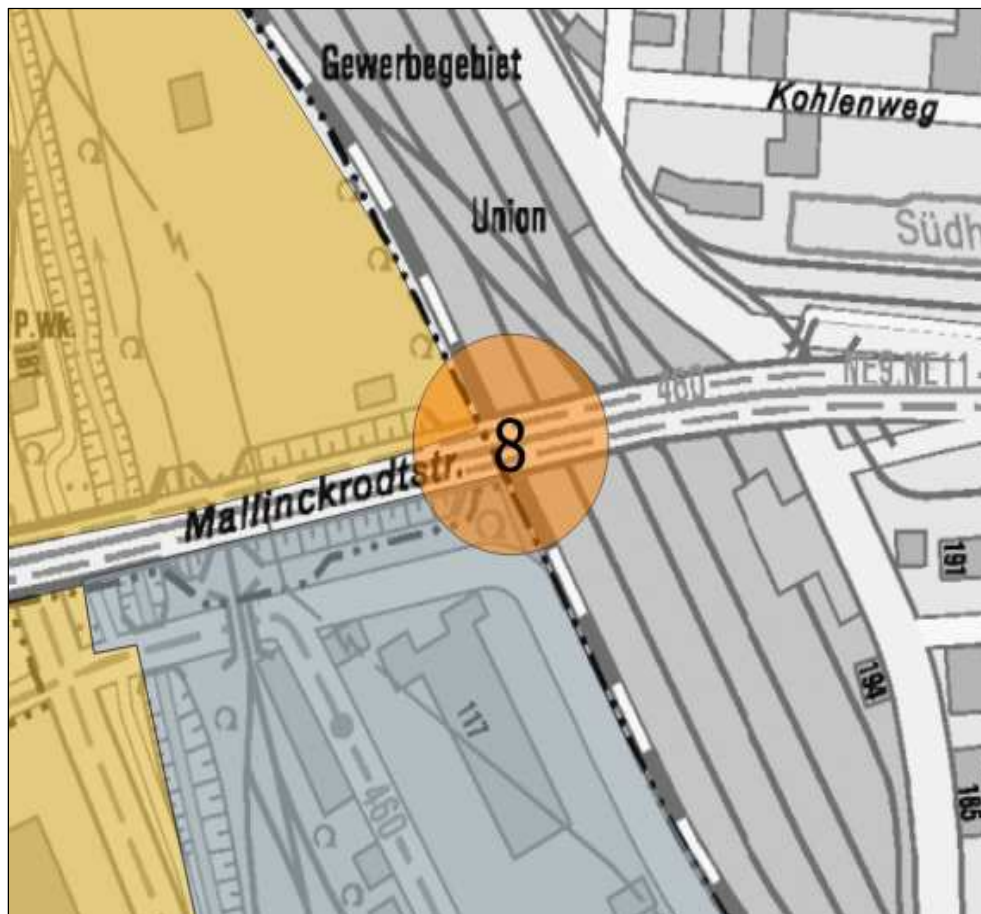 Gewerbegebiet
Kohlenweg
Union
Südh
P.Wk.
460
NE9.NE11
8
Mallinckrodtstr.
191
194
117
460
185